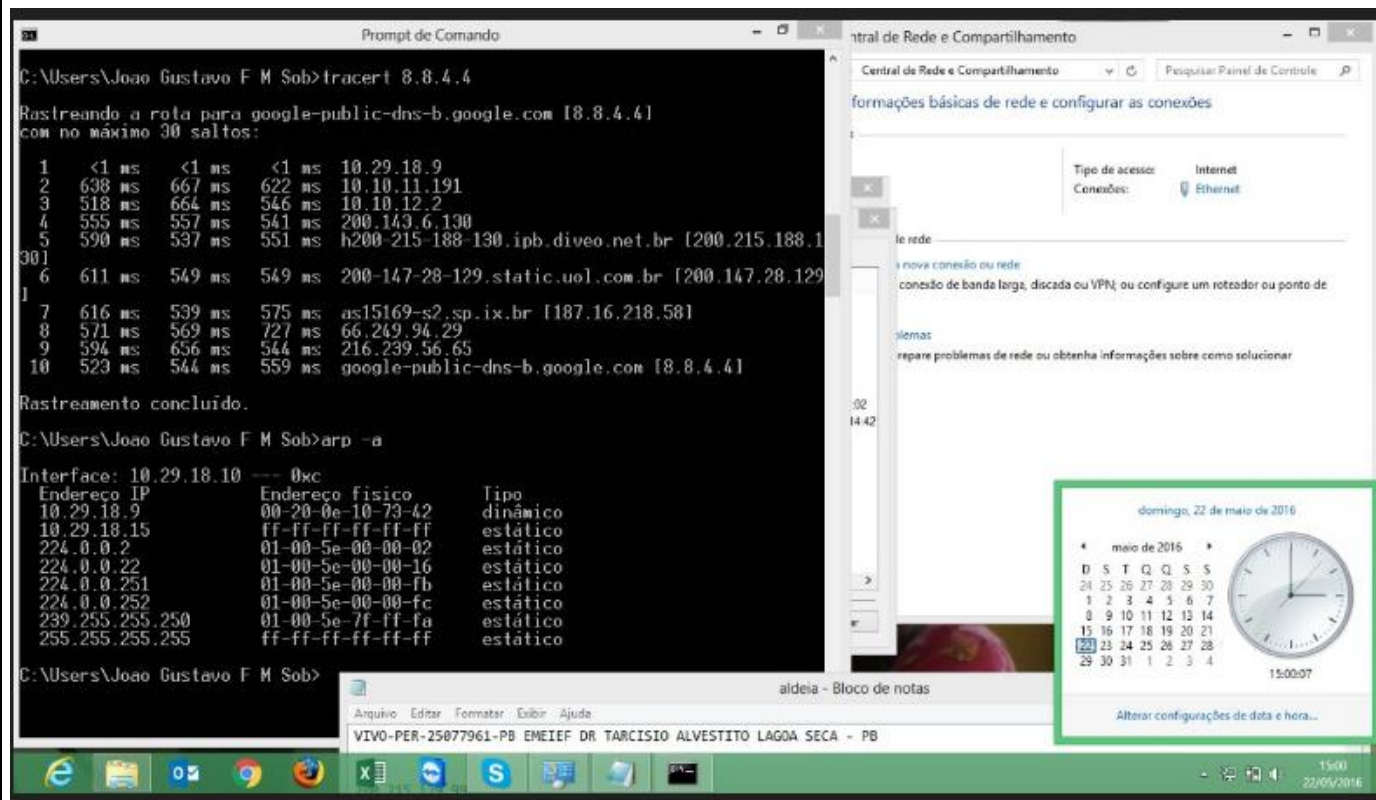 Prompt de Comando
C:\Users\Joao Gustavo F M Sob>tracert 8.8.4.4
Rastreando a rota para google-public-dns-b.google.com [8.8.4.4]
com no máximo 30 saltos:
1 <1 ms <1 ms <1 ms 10.29.18.9
2 638 ms 667 ms 622 ms 10.10.11.191
3 518 ms 664 ms 546 ms 10.10.12.2
4 555 ms 557 ms 541 ms 200.143.6.130
5 590 ms 537 ms 551 ms h200-215-188-130.ipb.diveo.net.br [200.215.188.1
30]
6 611 ms 549 ms 549 ms 200-147-28-129.static.uol.com.br [200.147.28.129
]
7 616 ms 539 ms 575 ms as15169-s2.sp.ix.br [187.16.218.58]
8 571 ms 569 ms 727 ms 66.249.94.29
9 594 ms 656 ms 544 ms 216.239.56.65
10 523 ms 544 ms 559 ms google-public-dns-b.google.com [8.8.4.4]
Rastreamento concluído.
C:\Users\Joao Gustavo F M Sob>arp -a
Interface: 10.29.18.10 --- 0xc
Endereço IP Endereço físico Tipo
10.29.18.9 00-20-0e-10-73-42 dinâmico
10.29.18.15 ff-ff-ff-ff-ff-ff estático
224.0.0.2 01-00-5e-00-00-02 estático
224.0.0.22 01-00-5e-00-00-16 estático
224.0.0.251 01-00-5e-00-00-fb estático
224.0.0.252 01-00-5e-00-00-fc estático
239.255.255.250 01-00-5e-7f-ff-fa estático
255.255.255.255 ff-ff-ff-ff-ff-ff estático
C:\Users\Joao Gustavo F M Sob>
ntral de Rede e Compartilhamento
Central de Rede e Compartilhamento
Pesquisar Painel de Controle
formações básicas de rede e configurar as conexões
Tipo de acesso: Internet
Conexões: Ethernet
de rede
a nova conexão ou rede
conexão de banda larga, discada ou VPN; ou configure um roteador ou ponto de
blemas
repare problemas de rede ou obtenha informações sobre como solucionar
:02
14:42
domingo, 22 de maio de 2016
maio de 2016
D S T Q Q S S
24 25 26 27 28 29 30
1 2 3 4 5 6 7
8 9 10 11 12 13 14
15 16 17 18 19 20 21
22 23 24 25 26 27 28
29 30 31 1 2 3 4
15:00:07
Alterar configurações de data e hora...
aldeia - Bloco de notas
Arquivo Editar Formatar Exibir Ajuda
VIVO-PER-25077961-PB EMEIEF DR TARCISIO ALVESTITO LAGOA SECA - PB
15:00
22/05/2016